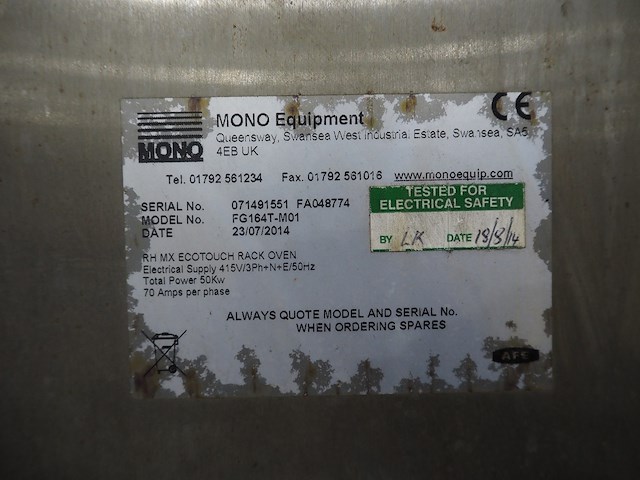 MONO
MONO Equipment
Queensway, Swansea West Industrial Estate, Swansea, SA5
4EB UK
CE
Tel. 01792 561234 Fax. 01792 561016 www.monoequip.com
SERIAL No. 071491551 FA048774
MODEL No. FG164T-M01
DATE 23/07/2014
TESTED FOR
ELECTRICAL SAFETY
BY LK DATE 18/8/14
RH MX ECOTOUCH RACK OVEN
Electrical Supply 415V/3Ph+N+E/50Hz
Total Power 50Kw
70 Amps per phase
ALWAYS QUOTE MODEL AND SERIAL No.
WHEN ORDERING SPARES
AFE